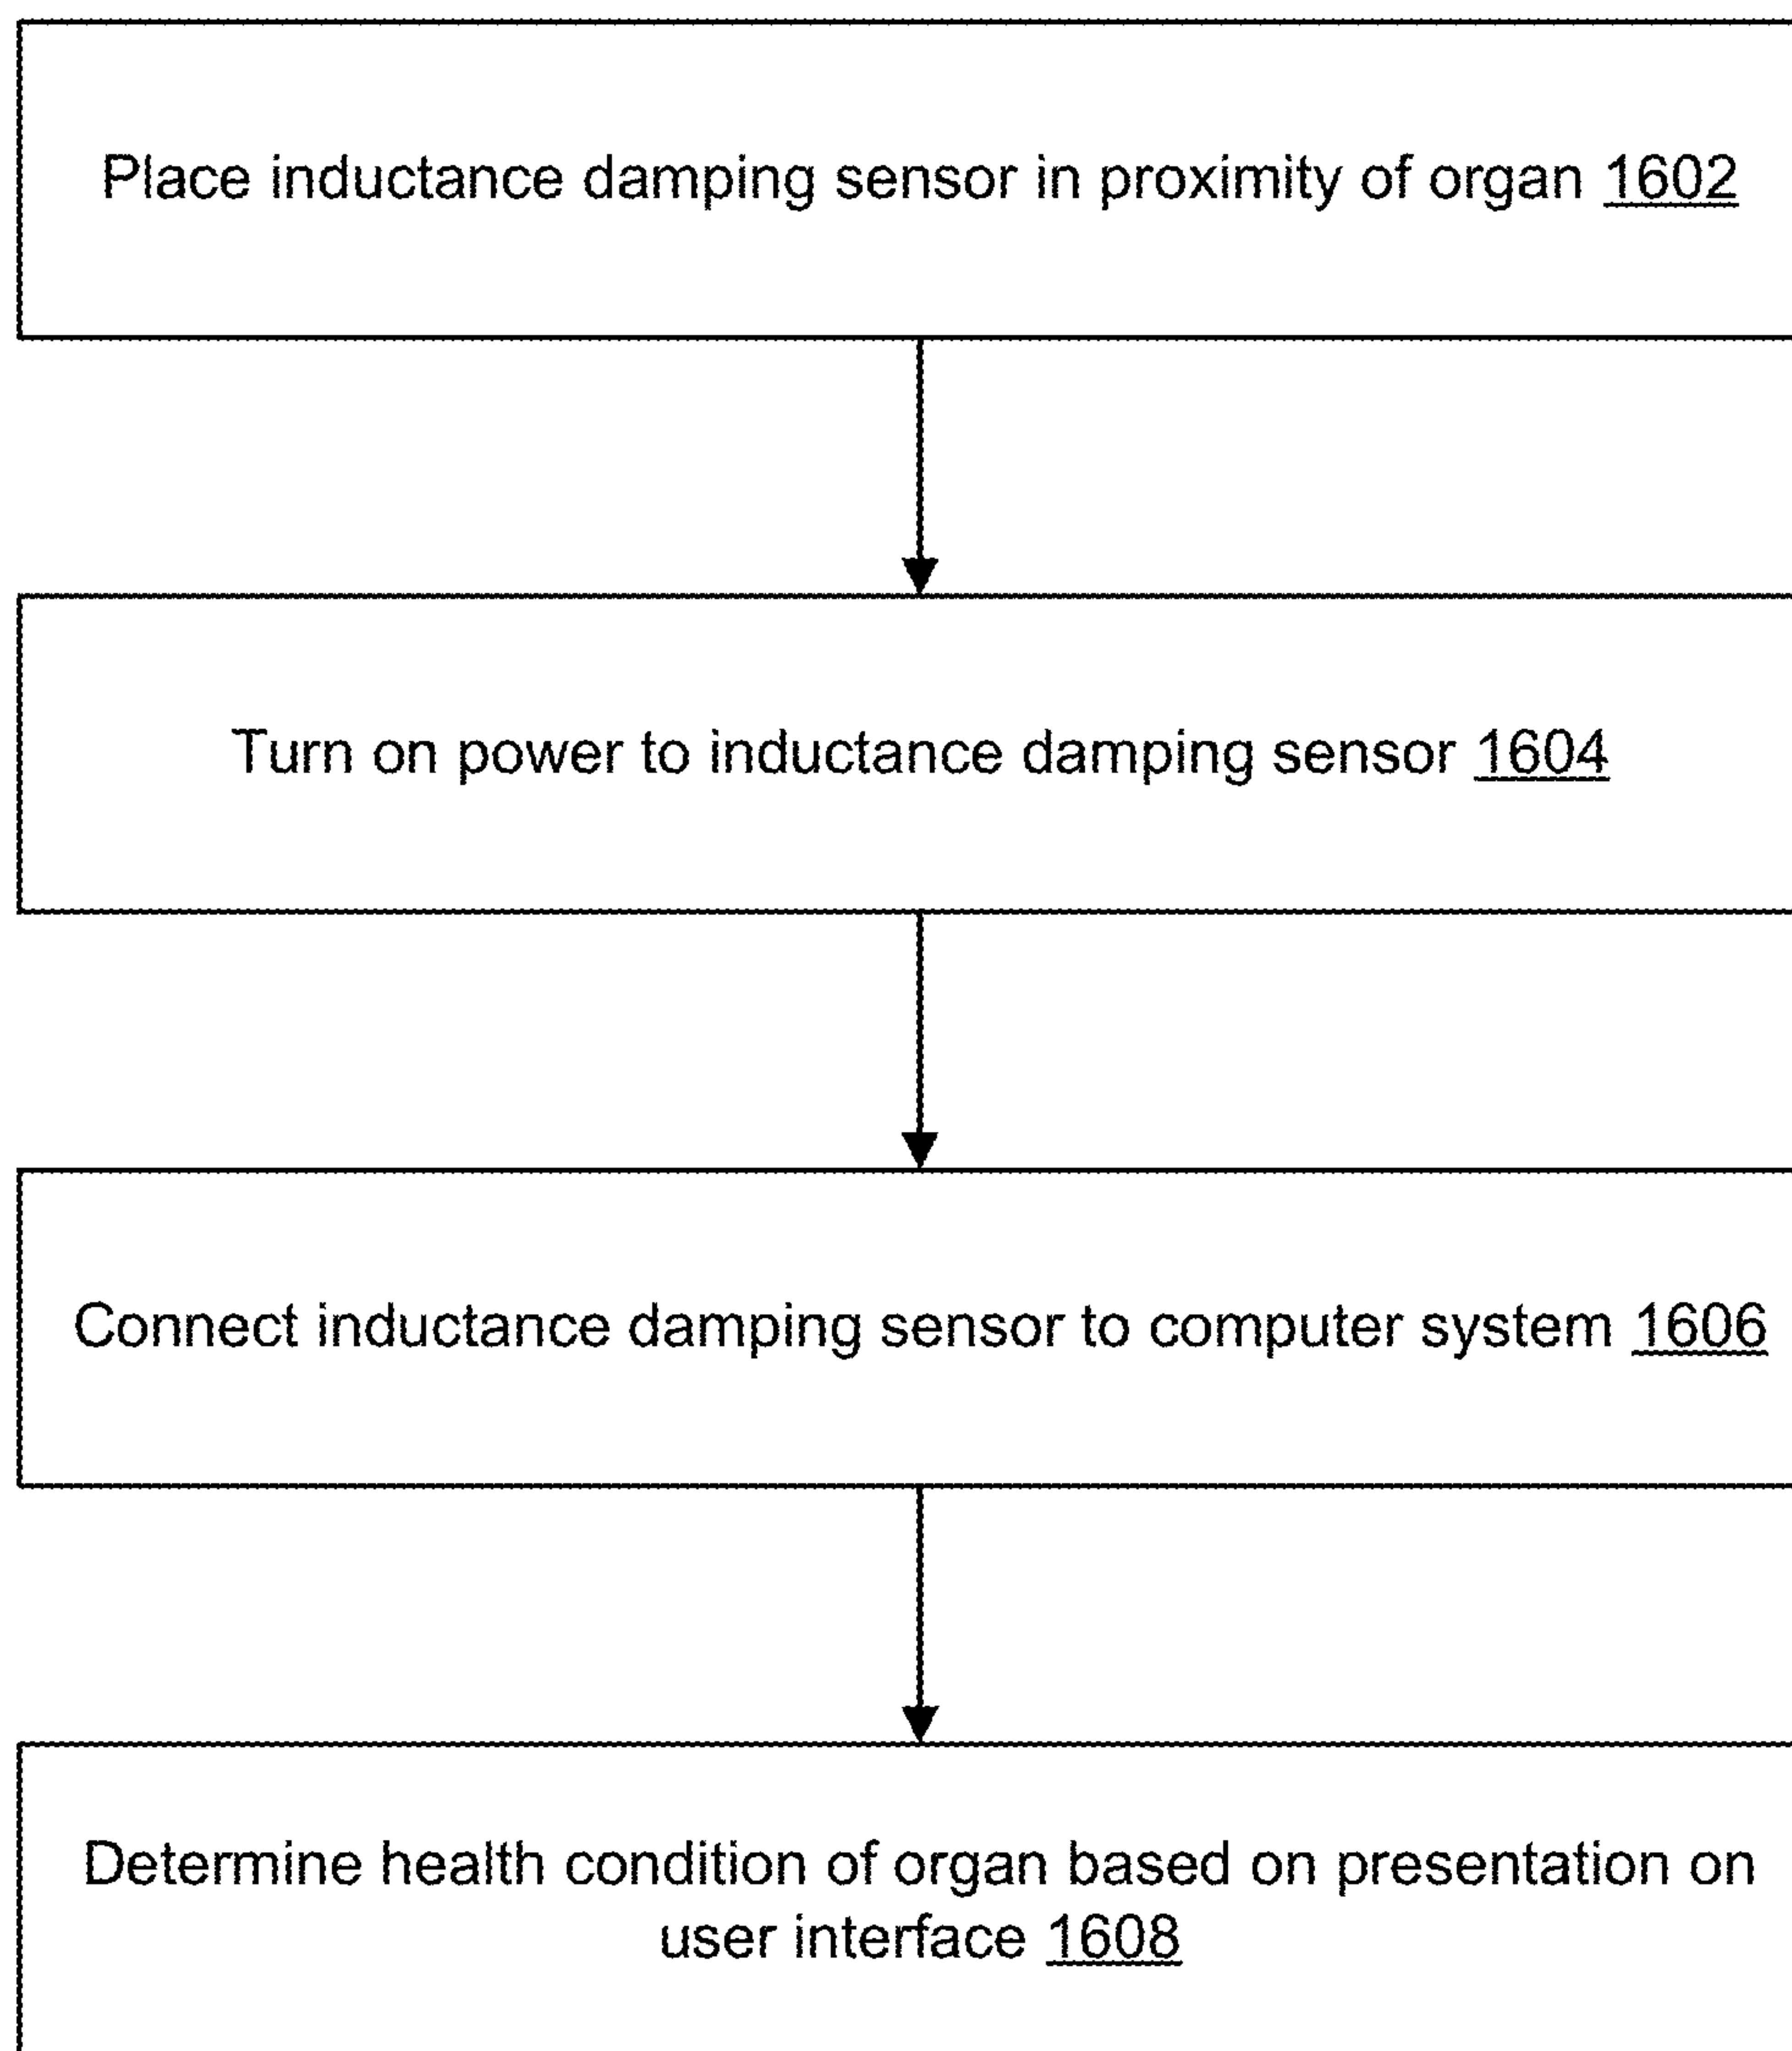 Place inductance damping sensor in proximity of organ 1602
Turn on power to inductance damping sensor 1604
Connect inductance damping sensor to computer system 1606
Determine health condition of organ based on presentation on
user interface 1608